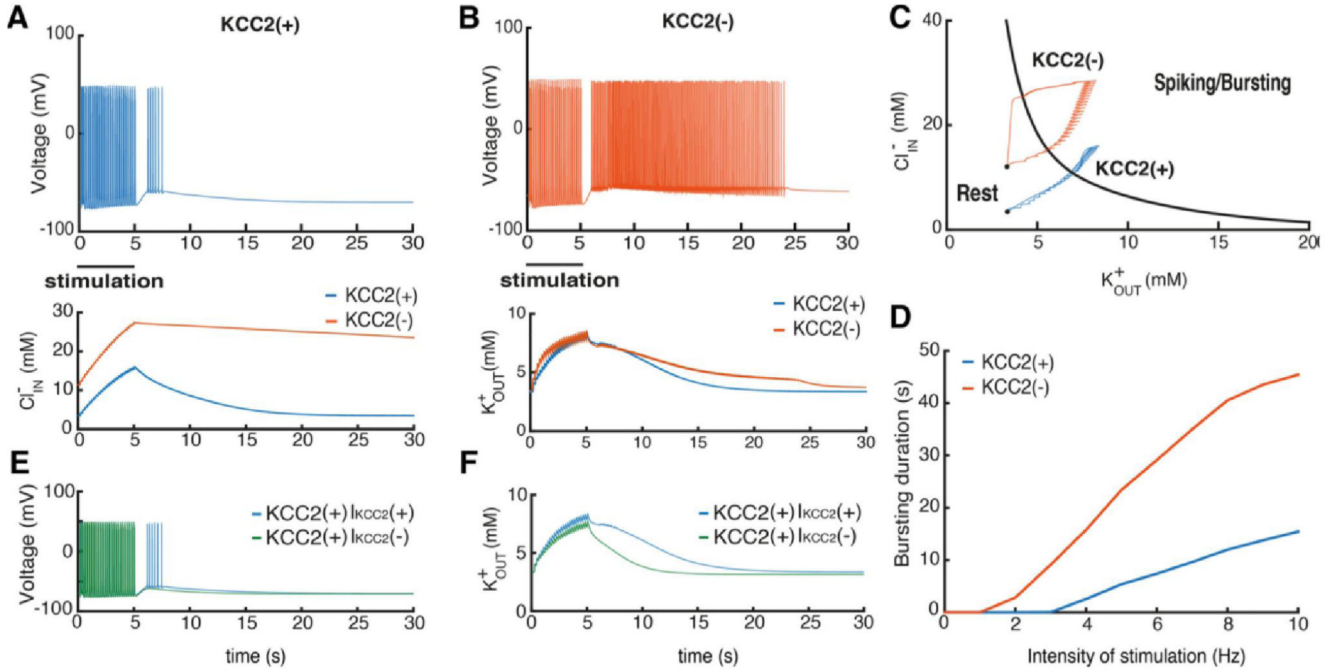 A
KCC2(+)
100
0
-100
Voltage (mV)
0 5 10 15 20 25 30
stimulation
KCC2(+)
KCC2(-)
30
20
10
0
Cl⁻IN (mM)
0 5 10 15 20 25 30
B
KCC2(-)
100
0
-100
Voltage (mV)
0 5 10 15 20 25 30
stimulation
KCC2(+)
KCC2(-)
10
5
0
K⁺OUT (mM)
0 5 10 15 20 25 30
C
40
20
0
Cl⁻IN (mM)
KCC2(-)
Spiking/Bursting
KCC2(+)
Rest
0 5 10 15 20
K⁺OUT (mM)
D
50
40
30
20
10
0
Bursting duration (s)
KCC2(+)
KCC2(-)
0 2 4 6 8 10
Intensity of stimulation (Hz)
E
100
0
-100
Voltage (mV)
KCC2(+) IKCC2(+)
KCC2(+) IKCC2(-)
0 5 10 15 20 25 30
time (s)
F
10
5
0
K⁺OUT (mM)
KCC2(+) IKCC2(+)
KCC2(+) IKCC2(-)
0 5 10 15 20 25 30
time (s)